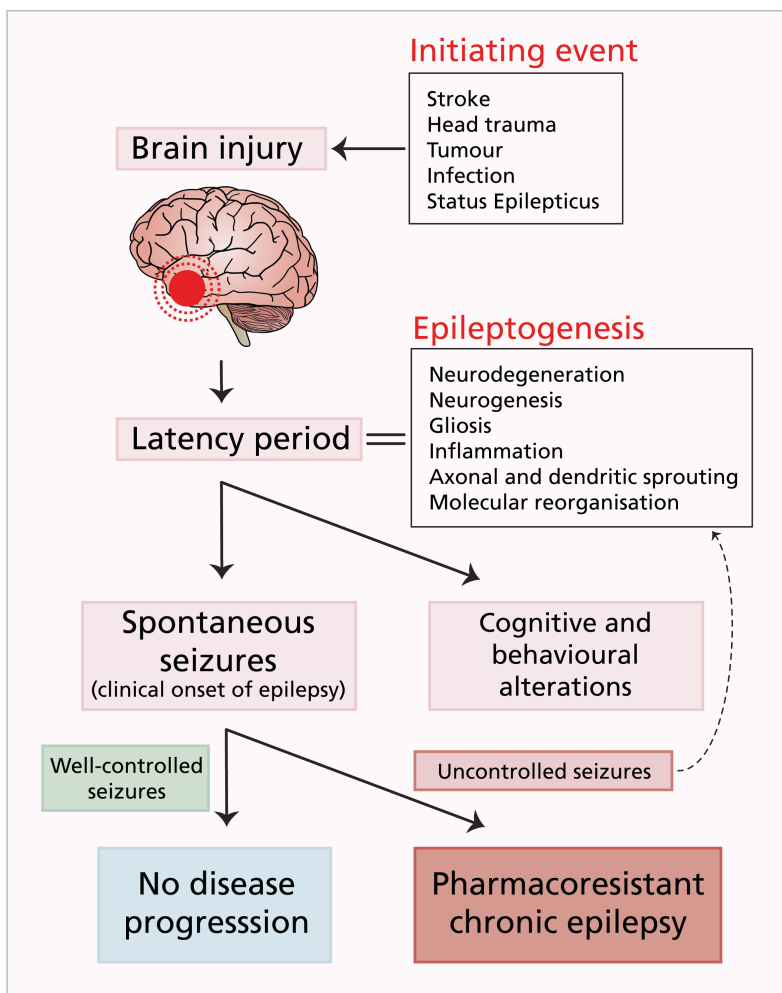 Initiating event
Stroke
Head trauma
Tumour
Infection
Status Epilepticus
Brain injury
Epileptogenesis
Neurodegeneration
Neurogenesis
Gliosis
Inflammation
Axonal and dendritic sprouting
Molecular reorganisation
Latency period
Spontaneous
seizures
(clinical onset of epilepsy)
Cognitive and
behavioural
alterations
Well-controlled
seizures
Uncontrolled seizures
No disease
progresssion
Pharmacoresistant
chronic epilepsy